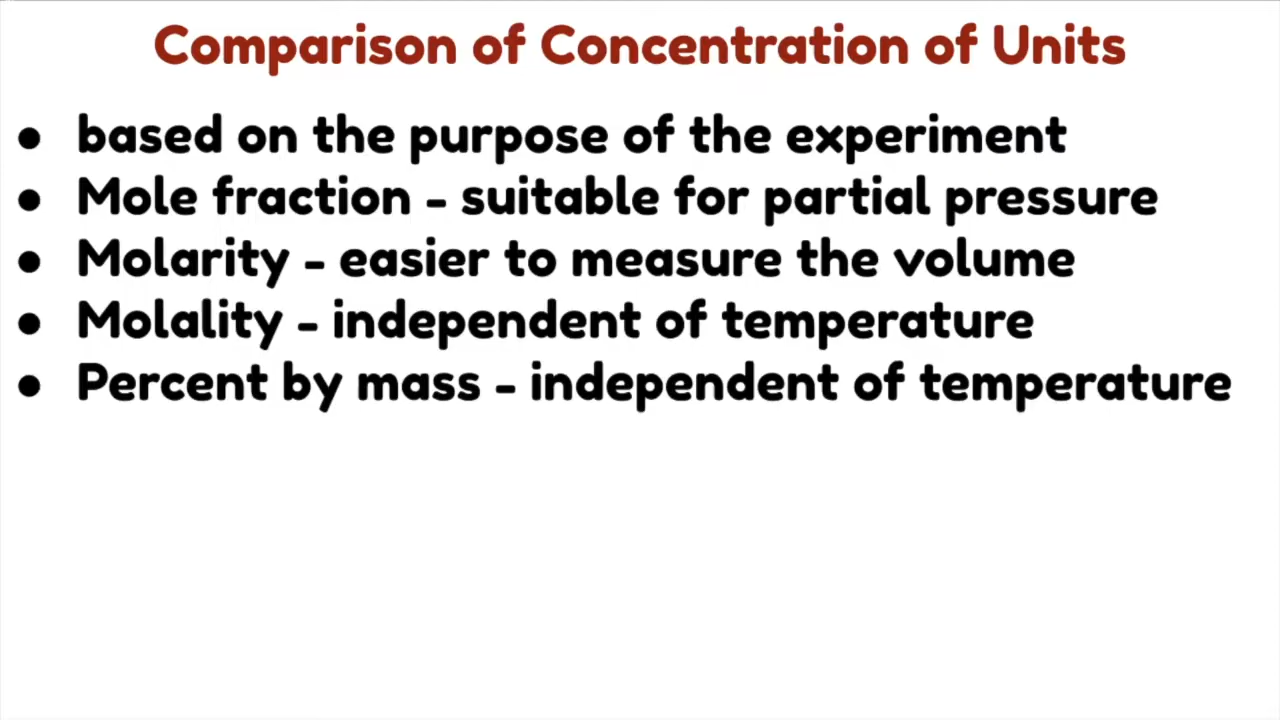 Comparison of Concentration of Units
● based on the purpose of the experiment
● Mole fraction - suitable for partial pressure
● Molarity - easier to measure the volume
● Molality - independent of temperature
● Percent by mass - independent of temperature